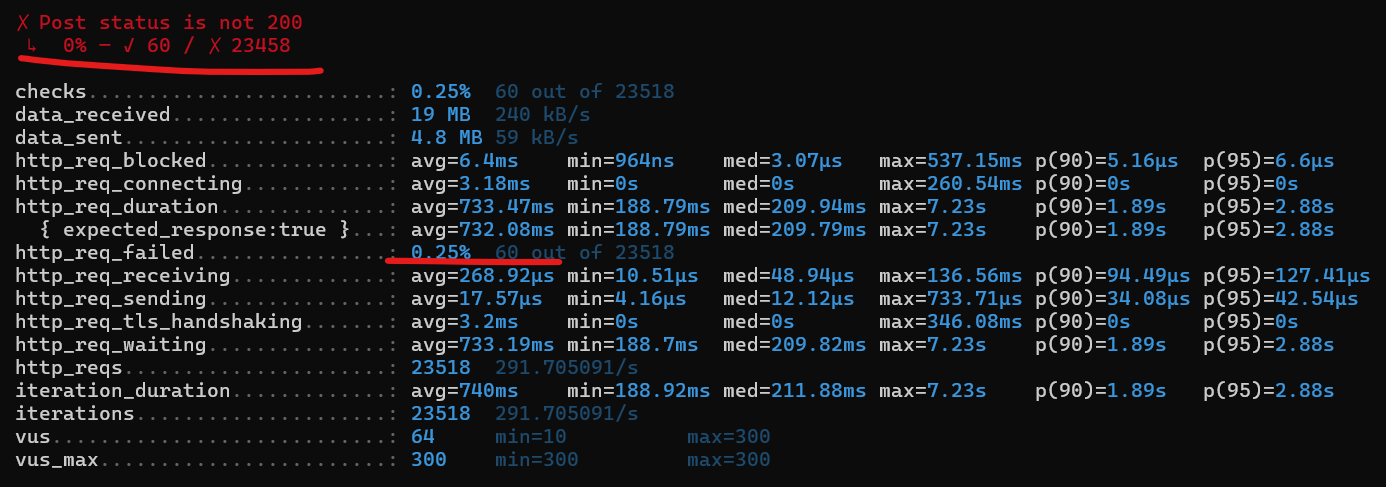 ✗ Post status is not 200
↳ 0% — ✓ 60 / ✗ 23458
checks.........................: 0.25% 60 out of 23518
data_received..................: 19 MB 240 kB/s
data_sent......................: 4.8 MB 59 kB/s
http_req_blocked...............: avg=6.4ms min=964ns med=3.07µs max=537.15ms p(90)=5.16µs p(95)=6.6µs
http_req_connecting............: avg=3.18ms min=0s med=0s max=260.54ms p(90)=0s p(95)=0s
http_req_duration..............: avg=733.47ms min=188.79ms med=209.94ms max=7.23s p(90)=1.89s p(95)=2.88s
{ expected_response:true }...: avg=732.08ms min=188.79ms med=209.79ms max=7.23s p(90)=1.89s p(95)=2.88s
http_req_failed................: 0.25% 60 out of 23518
http_req_receiving.............: avg=268.92µs min=10.51µs med=48.94µs max=136.56ms p(90)=94.49µs p(95)=127.41µs
http_req_sending...............: avg=17.57µs min=4.16µs med=12.12µs max=733.71µs p(90)=34.08µs p(95)=42.54µs
http_req_tls_handshaking.......: avg=3.2ms min=0s med=0s max=346.08ms p(90)=0s p(95)=0s
http_req_waiting...............: avg=733.19ms min=188.7ms med=209.82ms max=7.23s p(90)=1.89s p(95)=2.88s
http_reqs......................: 23518 291.705091/s
iteration_duration.............: avg=740ms min=188.92ms med=211.88ms max=7.23s p(90)=1.89s p(95)=2.88s
iterations.....................: 23518 291.705091/s
vus............................: 64 min=10 max=300
vus_max........................: 300 min=300 max=300